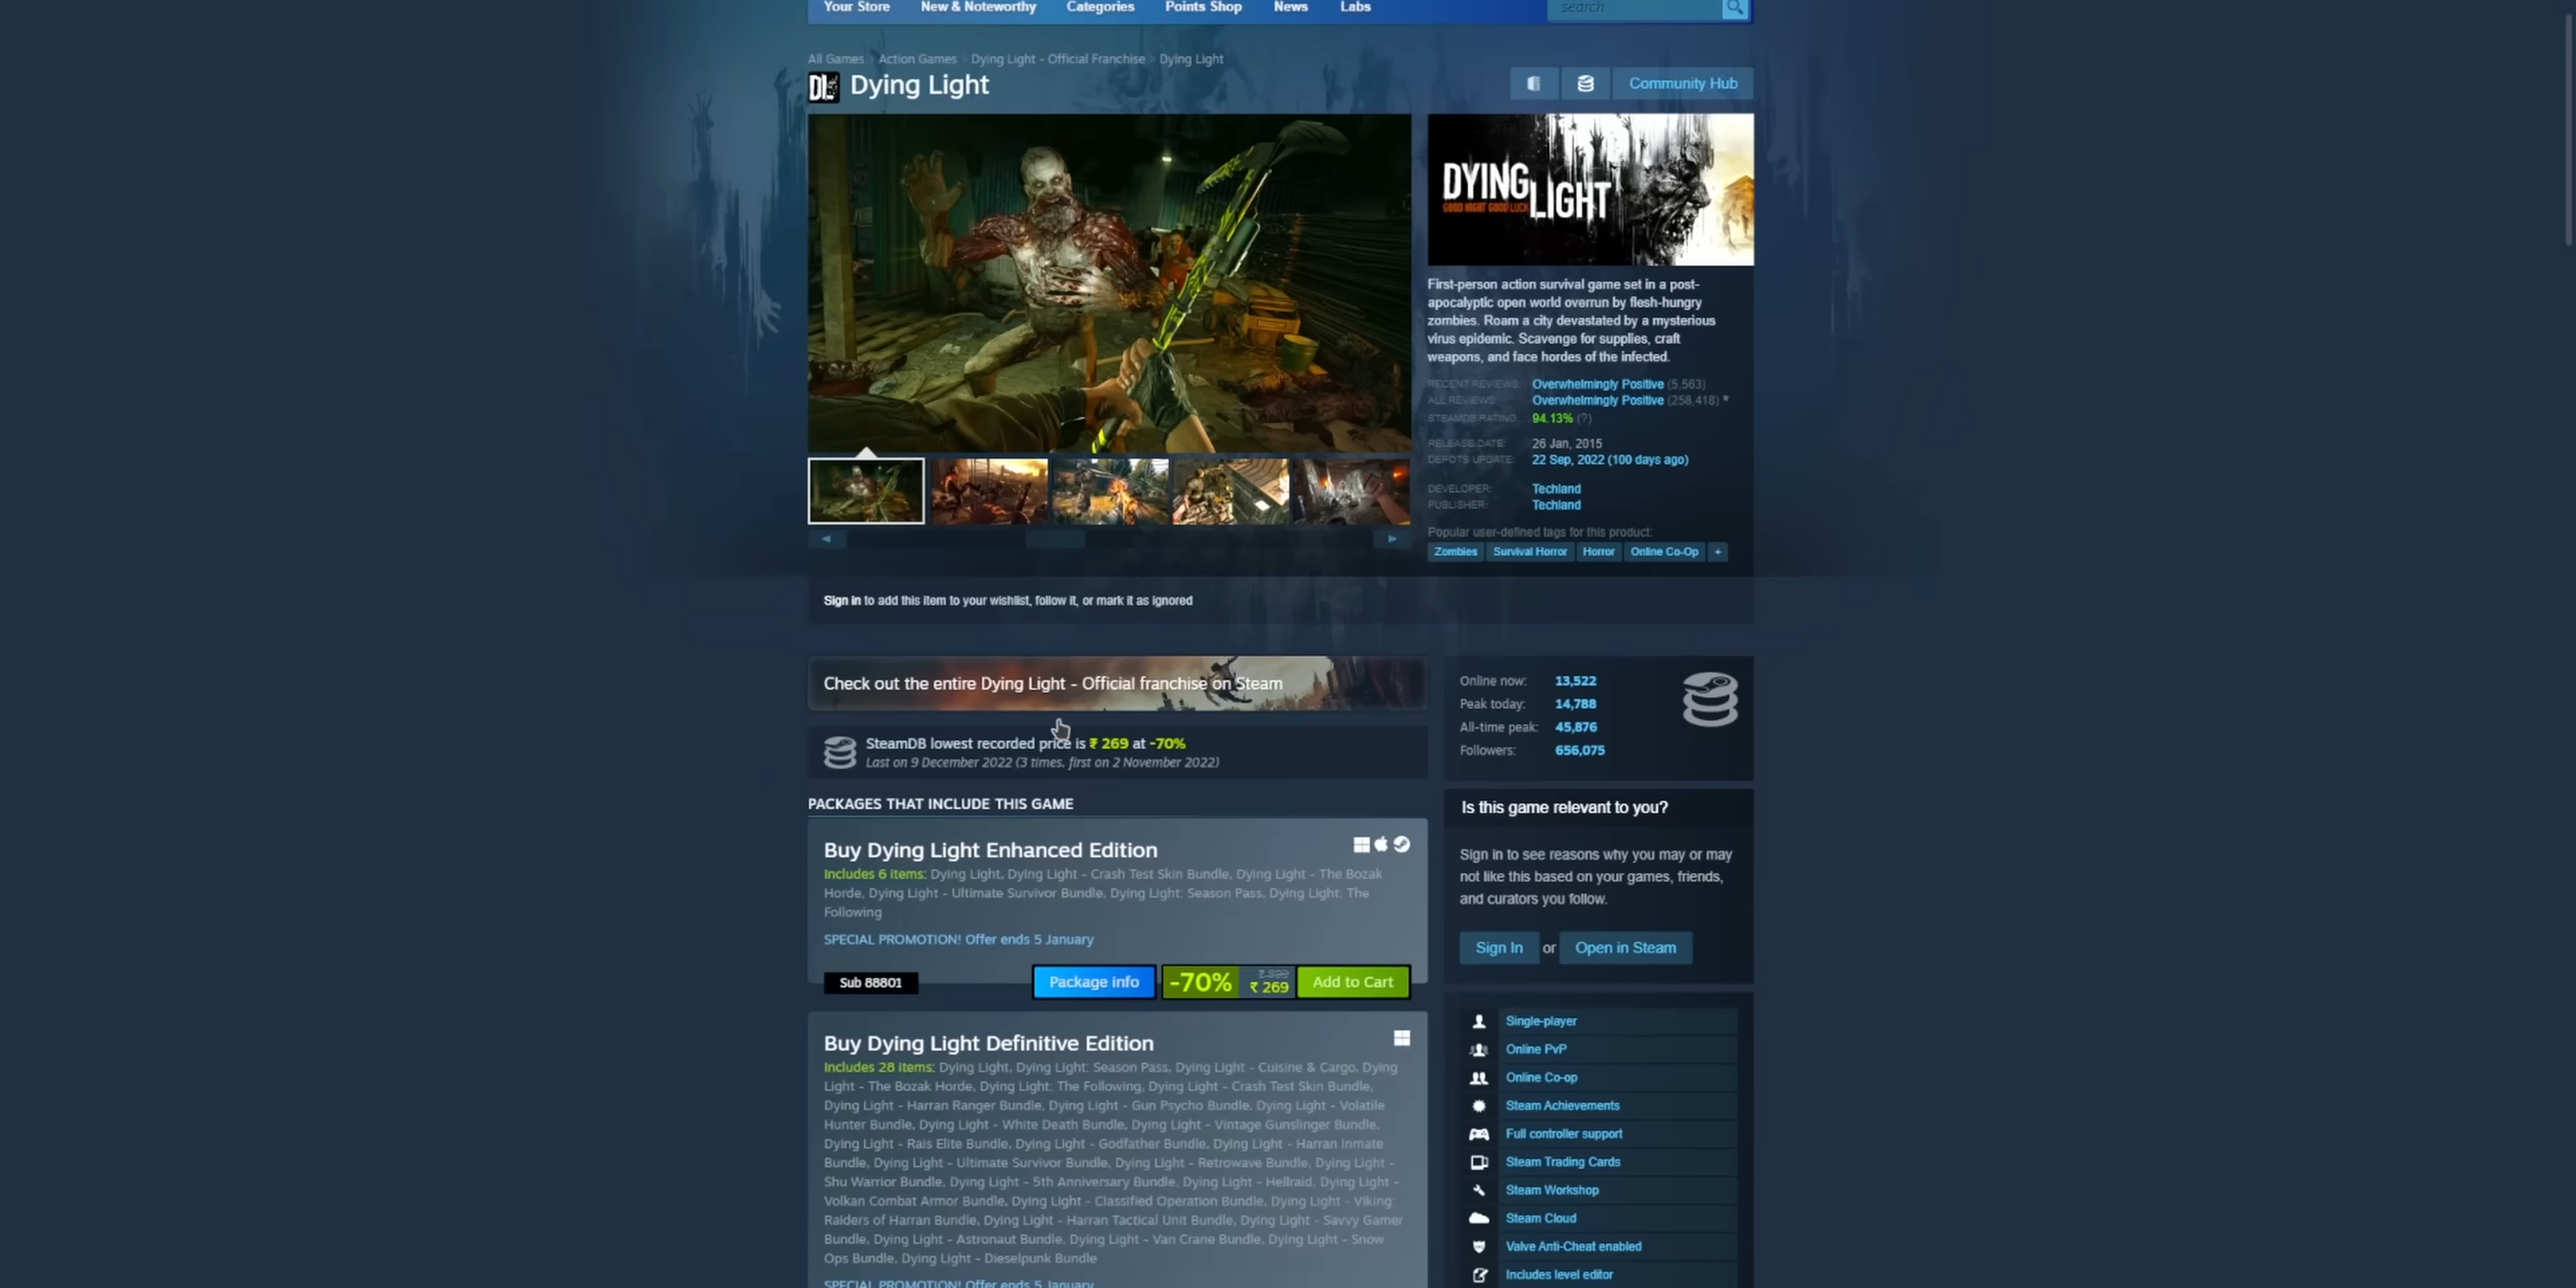 Your Store New & Noteworthy Categories Points Shop News Labs search
All Games > Action Games > Dying Light - Official Franchise > Dying Light
Dying Light
Community Hub
DYING LIGHT
GOOD NIGHT GOOD LUCK
First-person action survival game set in a post-
apocalyptic open world overrun by flesh-hungry
zombies. Roam a city devastated by a mysterious
virus epidemic. Scavenge for supplies, craft
weapons, and face hordes of the infected.
RECENT REVIEWS: Overwhelmingly Positive (5,563)
ALL REVIEWS: Overwhelmingly Positive (258,418) *
STEAMDB RATING: 94.13% (?)
RELEASE DATE: 26 Jan, 2015
DEPOTS UPDATE: 22 Sep, 2022 (100 days ago)
DEVELOPER: Techland
PUBLISHER: Techland
Popular user-defined tags for this product:
Zombies Survival Horror Horror Online Co-Op +
Sign in to add this item to your wishlist, follow it, or mark it as ignored
Check out the entire Dying Light - Official franchise on Steam
SteamDB lowest recorded price is ₹ 269 at -70%
Last on 9 December 2022 (3 times, first on 2 November 2022)
PACKAGES THAT INCLUDE THIS GAME
Buy Dying Light Enhanced Edition
Includes 6 items: Dying Light, Dying Light - Crash Test Skin Bundle, Dying Light - The Bozak
Horde, Dying Light - Ultimate Survivor Bundle, Dying Light: Season Pass, Dying Light: The
Following
SPECIAL PROMOTION! Offer ends 5 January
Sub 88801 Package info -70% ₹ 899 ₹ 269 Add to Cart
Buy Dying Light Definitive Edition
Includes 28 items: Dying Light, Dying Light: Season Pass, Dying Light - Cuisine & Cargo, Dying
Light - The Bozak Horde, Dying Light: The Following, Dying Light - Crash Test Skin Bundle,
Dying Light - Harran Ranger Bundle, Dying Light - Gun Psycho Bundle, Dying Light - Volatile
Hunter Bundle, Dying Light - White Death Bundle, Dying Light - Vintage Gunslinger Bundle,
Dying Light - Rais Elite Bundle, Dying Light - Godfather Bundle, Dying Light - Harran Inmate
Bundle, Dying Light - Ultimate Survivor Bundle, Dying Light - Retrowave Bundle, Dying Light -
Shu Warrior Bundle, Dying Light - 5th Anniversary Bundle, Dying Light - Hellraid, Dying Light -
Volkan Combat Armor Bundle, Dying Light - Classified Operation Bundle, Dying Light - Viking:
Raiders of Harran Bundle, Dying Light - Harran Tactical Unit Bundle, Dying Light - Savvy Gamer
Bundle, Dying Light - Astronaut Bundle, Dying Light - Van Crane Bundle, Dying Light - Snow
Ops Bundle, Dying Light - Dieselpunk Bundle
SPECIAL PROMOTION! Offer ends 5 January
Online now: 13,522
Peak today: 14,788
All-time peak: 45,876
Followers: 656,075
Is this game relevant to you?
Sign in to see reasons why you may or may
not like this based on your games, friends,
and curators you follow.
Sign In or Open in Steam
Single-player
Online PvP
Online Co-op
Steam Achievements
Full controller support
Steam Trading Cards
Steam Workshop
Steam Cloud
Valve Anti-Cheat enabled
Includes level editor